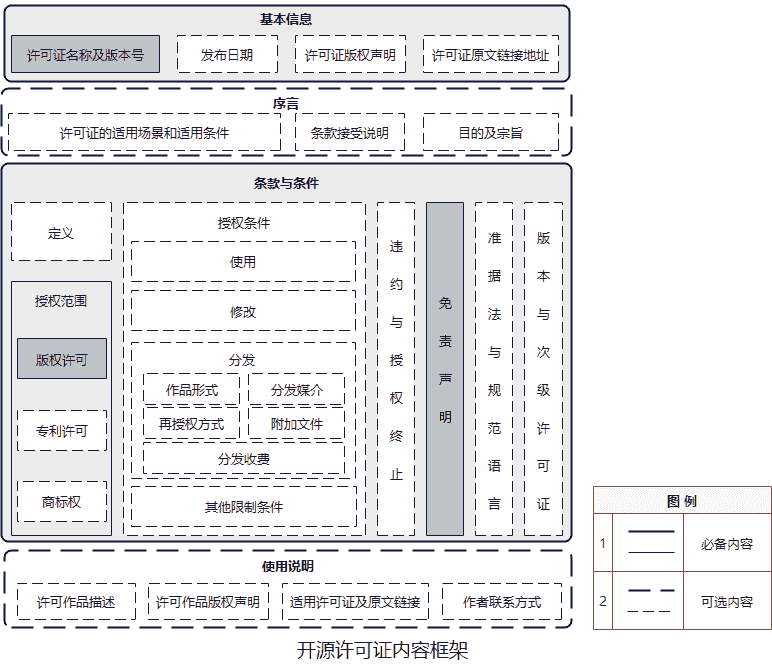 基本信息
许可证名称及版本号
发布日期
许可证版权声明
许可证原文链接地址
序言
许可证的适用场景和适用条件
条款接受说明
目的及宗旨
条款与条件
定义
授权范围
版权许可
专利许可
商标权
授权条件
使用
修改
分发
作品形式
分发媒介
再授权方式
附加文件
分发收费
其他限制条件
违约与授权终止
免责声明
准据法与规范语言
版本与次级许可证
使用说明
许可作品描述
许可作品版权声明
适用许可证及原文链接
作者联系方式
图 例
1
必备内容
2
可选内容
开源许可证内容框架